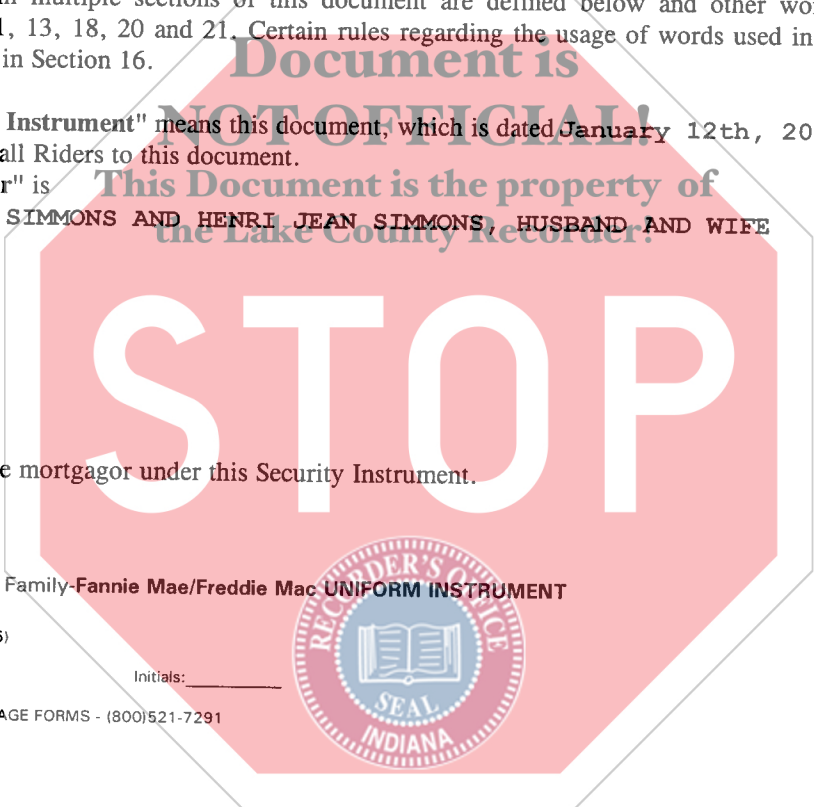 in multiple sections of this document are defined below and other wor
1, 13, 18, 20 and 21. Certain rules regarding the usage of words used in
in Section 16.
Document is
NOT OFFICIAL!
Instrument" means this document, which is dated January 12th, 20
all Riders to this document.
This Document is the property of
r" is
SIMMONS AND HENRI JEAN SIMMONS, HUSBAND AND WIFE
the Lake County Recorder!
STOP
e mortgagor under this Security Instrument.
Family-Fannie Mae/Freddie Mac UNIFORM INSTRUMENT
RECORDER'S OFFICE
SEAL
INDIANA
Initials:
AGE FORMS - (800)521-7291